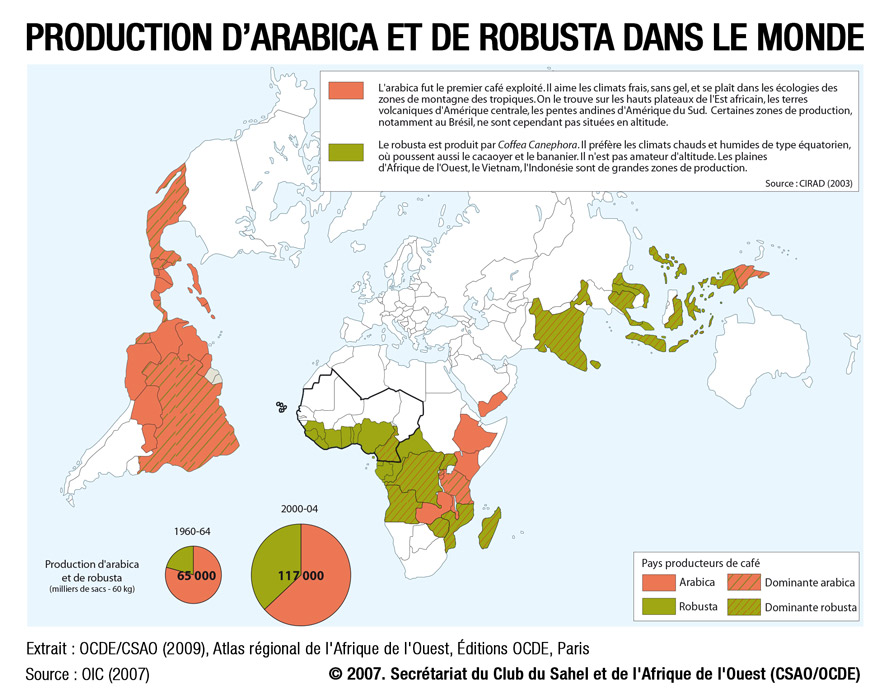 PRODUCTION D'ARABICA ET DE ROBUSTA DANS LE MONDE
L'arabica fut le premier café exploité. Il aime les climats frais, sans gel, et se plaît dans les écologies des
zones de montagne des tropiques. On le trouve sur les hauts plateaux de l'Est africain, les terres
volcaniques d'Amérique centrale, les pentes andines d'Amérique du Sud. Certaines zones de production,
notamment au Brésil, ne sont cependant pas situées en altitude.
Le robusta est produit par Coffea Canephora. Il préfère les climats chauds et humides de type équatorien,
où poussent aussi le cacaoyer et le bananier. Il n'est pas amateur d'altitude. Les plaines
d'Afrique de l'Ouest, le Vietnam, l'Indonésie sont de grandes zones de production.
Source : CIRAD (2003)
2000-04
1960-64
Production d'arabica
et de robusta
(milliers de sacs - 60 kg)
65 000
117 000
Pays producteurs de café
Arabica
Dominante arabica
Robusta
Dominante robusta
Extrait : OCDE/CSAO (2009), Atlas régional de l'Afrique de l'Ouest, Éditions OCDE, Paris
Source : OIC (2007)
© 2007. Secrétariat du Club du Sahel et de l'Afrique de l'Ouest (CSAO/OCDE)